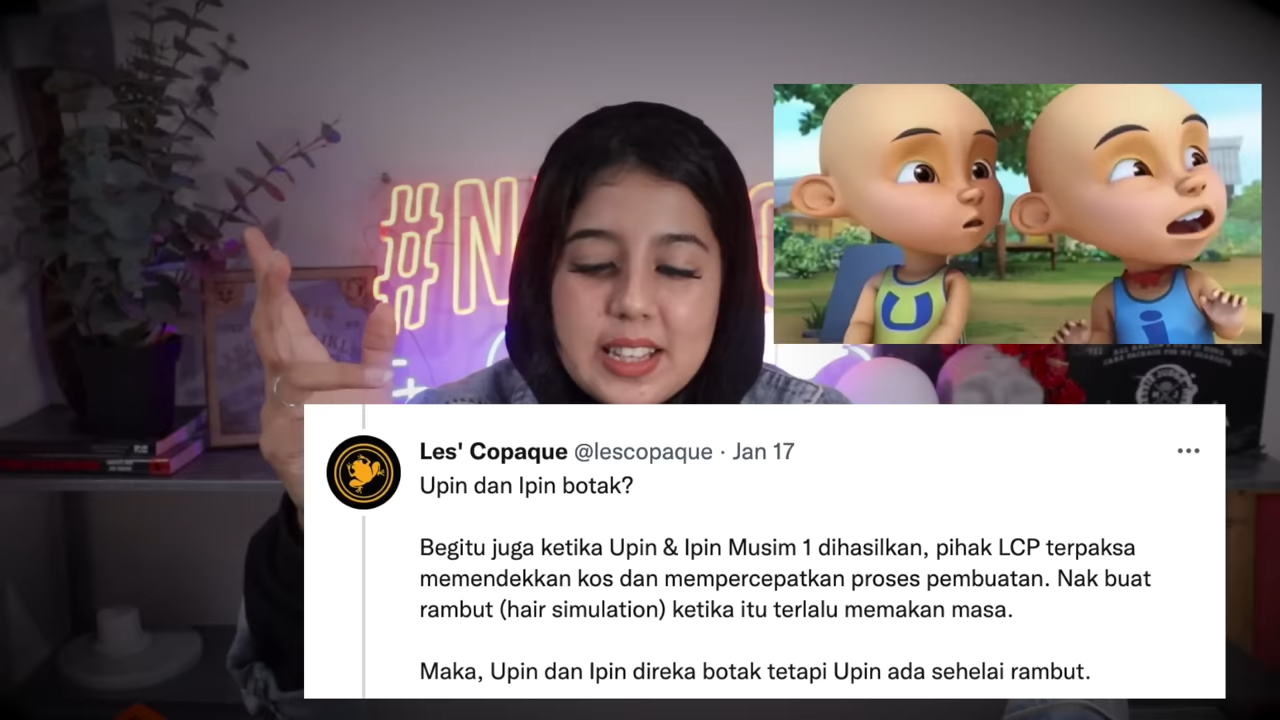 #N
Les' Copaque @lescopaque · Jan 17
Upin dan Ipin botak?
Begitu juga ketika Upin & Ipin Musim 1 dihasilkan, pihak LCP terpaksa
memendekkan kos dan mempercepatkan proses pembuatan. Nak buat
rambut (hair simulation) ketika itu terlalu memakan masa.
Maka, Upin dan Ipin direka botak tetapi Upin ada sehelai rambut.
U
i